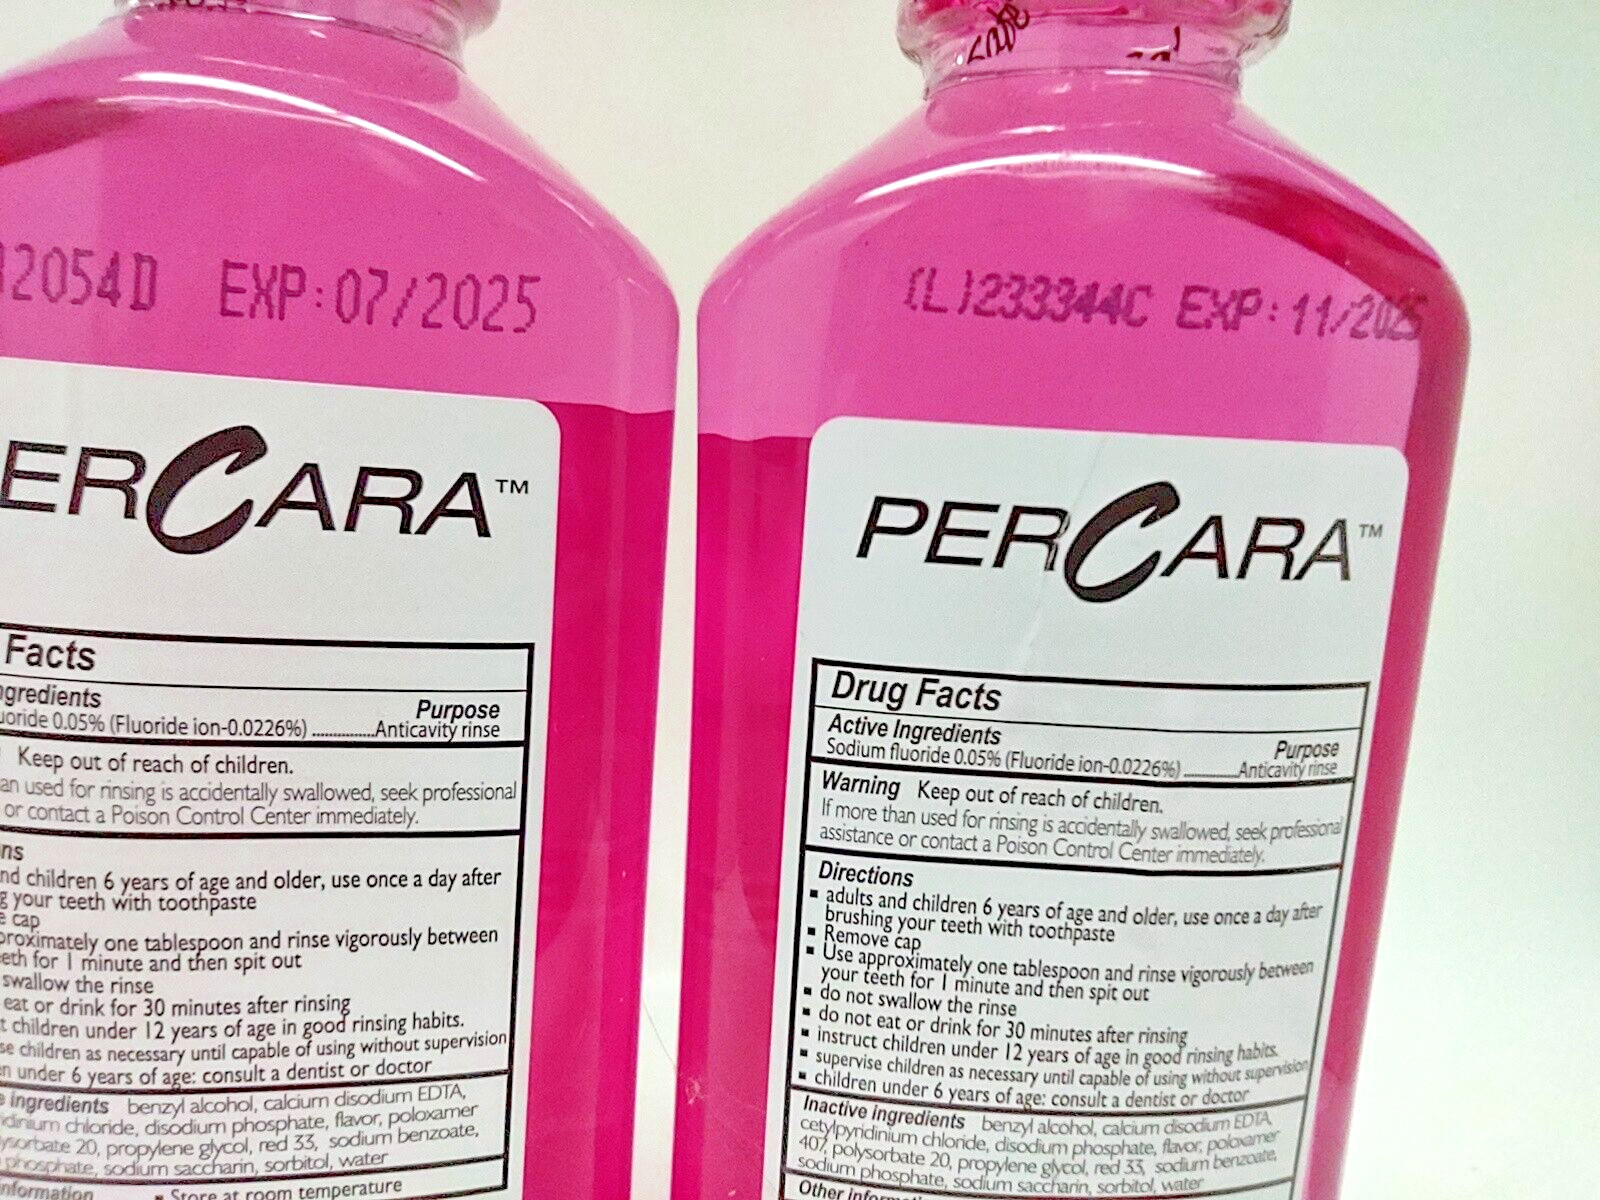 2054D EXP:07/2025
ERCARA™
Facts
ngredients
Purpose
uoride 0.05% (Fluoride ion-0.0226%) ..............Anticavity rinse
Keep out of reach of children.
an used for rinsing is accidentally swallowed, seek professional
or contact a Poison Control Center immediately.
ns
nd children 6 years of age and older, use once a day after
g your teeth with toothpaste
e cap
proximately one tablespoon and rinse vigorously between
eeth for 1 minute and then spit out
swallow the rinse
eat or drink for 30 minutes after rinsing
t children under 12 years of age in good rinsing habits.
se children as necessary until capable of using without supervision
n under 6 years of age: consult a dentist or doctor
e ingredients benzyl alcohol, calcium disodium EDTA,
idinium chloride, disodium phosphate, flavor, poloxamer
ysorbate 20, propylene glycol, red 33, sodium benzoate,
phosphate, sodium saccharin, sorbitol, water
nformation ▪ Store at room temperature
(L)233344C EXP:11/2025
PERCARA™
Drug Facts
Active Ingredients
Purpose
Sodium fluoride 0.05% (Fluoride ion-0.0226%) ............Anticavity rinse
Warning Keep out of reach of children.
If more than used for rinsing is accidentally swallowed, seek professional
assistance or contact a Poison Control Center immediately.
Directions
▪ adults and children 6 years of age and older, use once a day after
brushing your teeth with toothpaste
▪ Remove cap
▪ Use approximately one tablespoon and rinse vigorously between
your teeth for 1 minute and then spit out
▪ do not swallow the rinse
▪ do not eat or drink for 30 minutes after rinsing
▪ instruct children under 12 years of age in good rinsing habits.
▪ supervise children as necessary until capable of using without supervision
▪ children under 6 years of age: consult a dentist or doctor
Inactive ingredients benzyl alcohol, calcium disodium EDTA,
cetylpyridinium chloride, disodium phosphate, flavor, poloxamer
407, polysorbate 20, propylene glycol, red 33, sodium benzoate,
sodium phosphate, sodium saccharin, sorbitol, water
Other informati